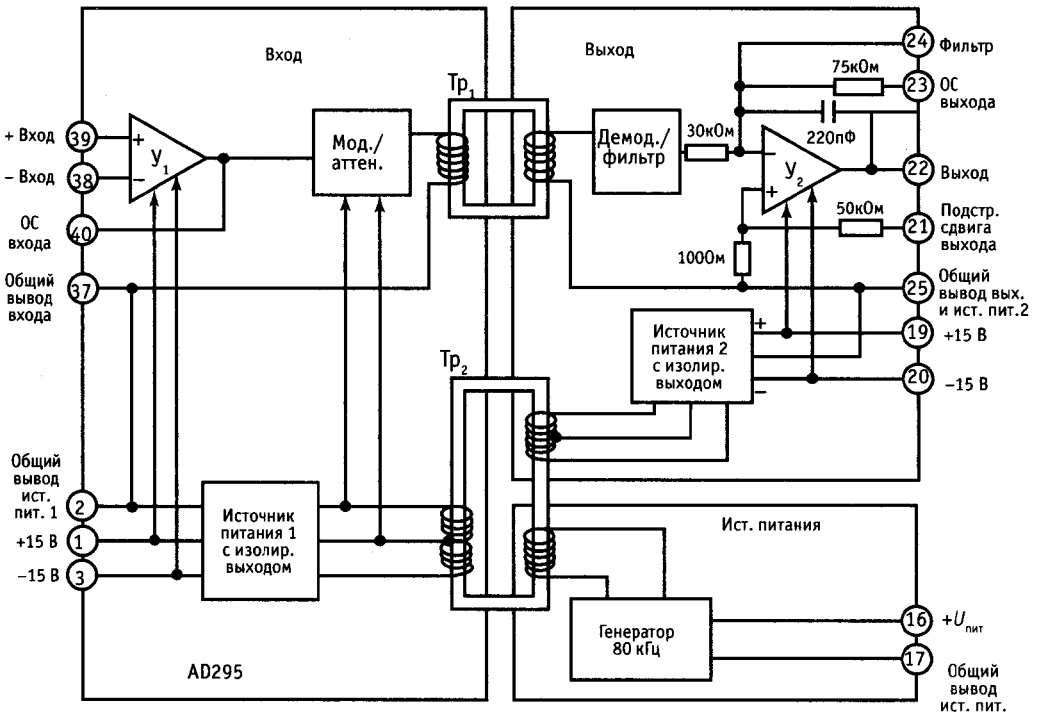 Вход
Выход
24
Фильтр
75кОм
23
ОС
выхода
Тр1
220пФ
39
+ Вход
+
У1
–
38
– Вход
Мод./
аттен.
Демод./
фильтр
30кОм
–
У2
+
22
Выход
40
ОС
входа
50кОм
21
Подстр.
сдвига
выхода
100Ом
37
Общий
вывод
входа
25
Общий
вывод вых.
и ист. пит.2
Источник
питания 2
с изолир.
выходом
+
–
19
+15 В
20
–15 В
Тр2
Общий
вывод
ист.
пит. 1
2
+15 В
1
–15 В
3
Источник
питания 1
с изолир.
выходом
Ист. питания
Генератор
80 кГц
16
+Uпит
17
Общий
вывод
ист. пит.
AD295